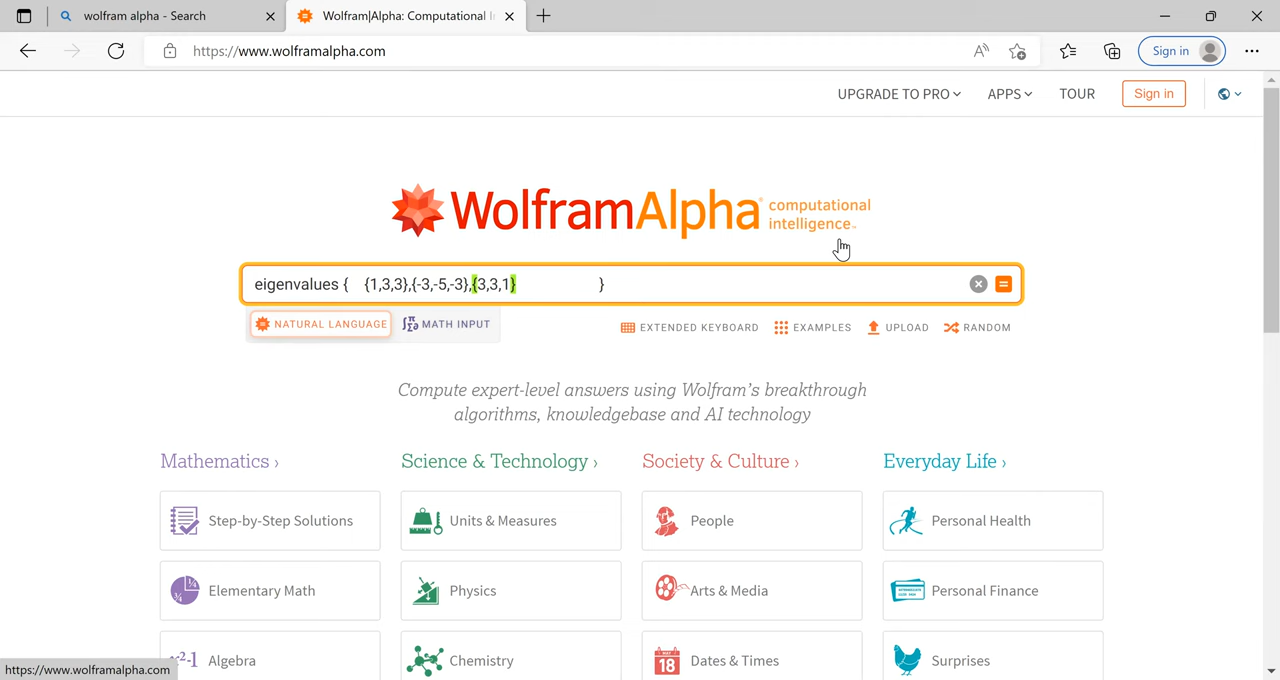 wolfram alpha - Search
Wolfram|Alpha: Computational I
https://www.wolframalpha.com
Sign in
UPGRADE TO PRO
APPS
TOUR
Sign in
WolframAlpha computational intelligence
eigenvalues { {1,3,3},{-3,-5,-3},{3,3,1} }
NATURAL LANGUAGE
MATH INPUT
EXTENDED KEYBOARD
EXAMPLES
UPLOAD
RANDOM
Compute expert-level answers using Wolfram's breakthrough
algorithms, knowledgebase and AI technology
Mathematics ›
Science & Technology ›
Society & Culture ›
Everyday Life ›
Step-by-Step Solutions
Units & Measures
People
Personal Health
Elementary Math
Physics
Arts & Media
Personal Finance
Algebra
Chemistry
MAY
18
Dates & Times
Surprises
https://www.wolframalpha.com